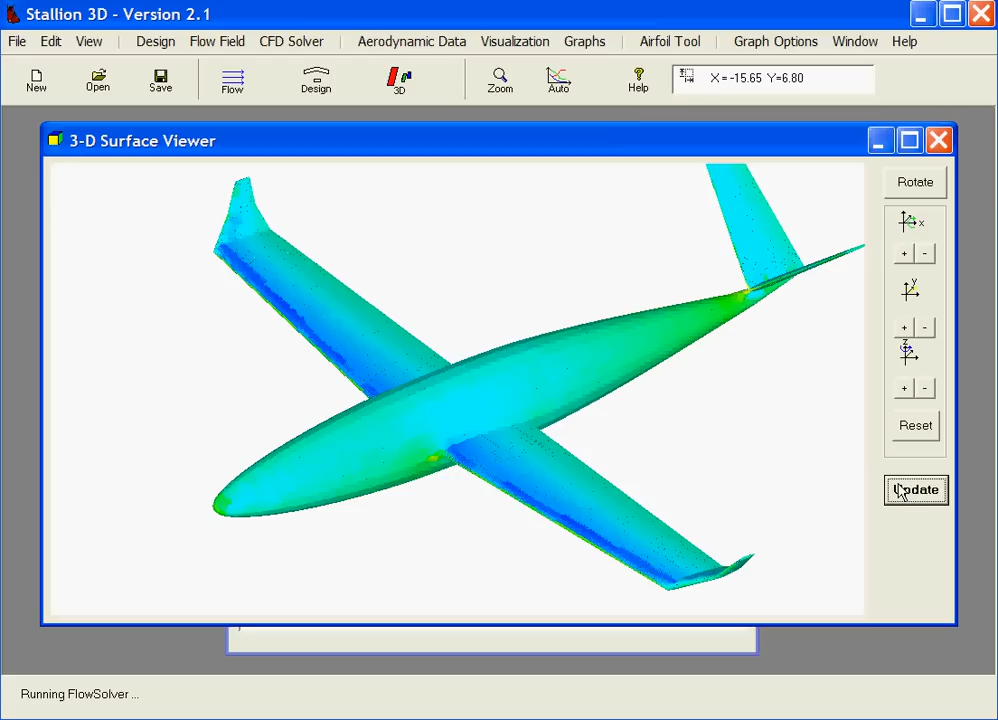 Stallion 3D - Version 2.1
File Edit View | Design Flow Field CFD Solver | Aerodynamic Data Visualization Graphs | Airfoil Tool | Graph Options Window Help
New Open Save Flow Design 3D Zoom Auto Help X=-15.65 Y=6.80
3-D Surface Viewer
Rotate
x
+ -
y
+ -
z
+ -
Reset
Update
Running FlowSolver ...